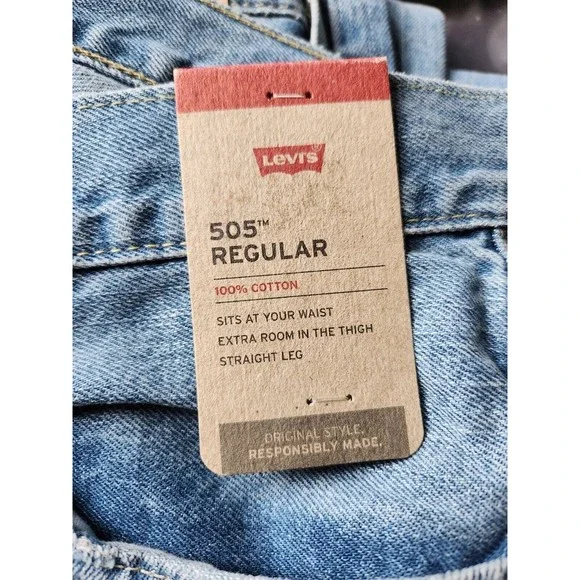 Levi's
505™
REGULAR
100% COTTON
SITS AT YOUR WAIST
EXTRA ROOM IN THE THIGH
STRAIGHT LEG
ORIGINAL STYLE.
RESPONSIBLY MADE.